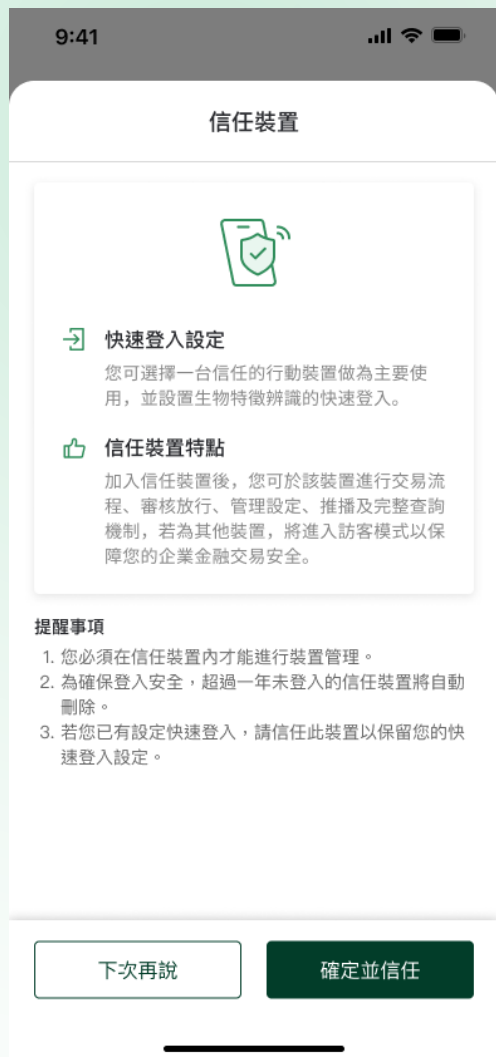 9:41
信任裝置
快速登入設定
您可選擇一台信任的行動裝置做為主要使
用，並設置生物特徵辨識的快速登入。
信任裝置特點
加入信任裝置後，您可於該裝置進行交易流
程、審核放行、管理設定、推播及完整查詢
機制，若為其他裝置，將進入訪客模式以保
障您的企業金融交易安全。
提醒事項
1. 您必須在信任裝置內才能進行裝置管理。
2. 為確保登入安全，超過一年未登入的信任裝置將自動
刪除。
3. 若您已有設定快速登入，請信任此裝置以保留您的快
速登入設定。
下次再說
確定並信任